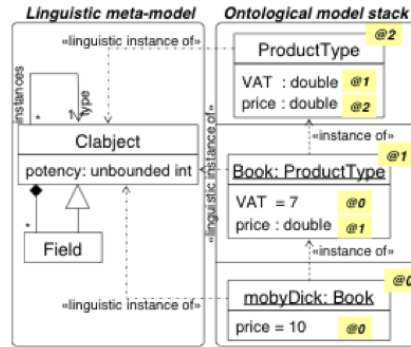 Linguistic meta-model
instances
*
1
type
Clabject
potency: unbounded int
*
Field
«linguistic instance of»
«linguistic instance of»
«linguistic instance of»
Ontological model stack
@2
ProductType
VAT : double @1
price : double @2
«instance of»
@1
Book: ProductType
VAT = 7 @0
price : double @1
«instance of»
@0
mobyDick: Book
price = 10 @0